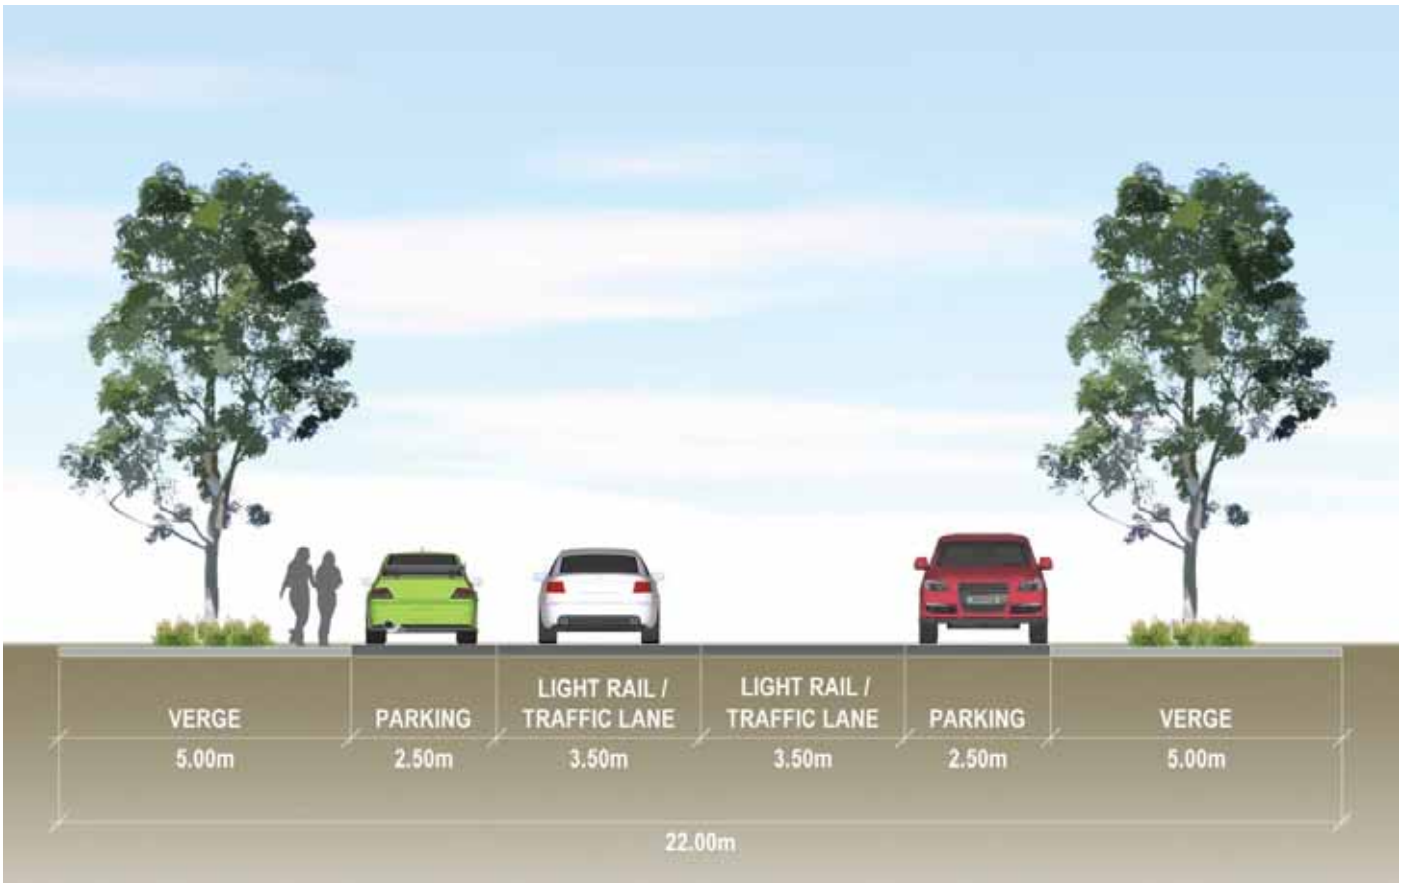 LIGHT RAIL / LIGHT RAIL /
VERGE PARKING TRAFFIC LANE TRAFFIC LANE PARKING VERGE
5.00m 2.50m 3.50m 3.50m 2.50m 5.00m
22.00m